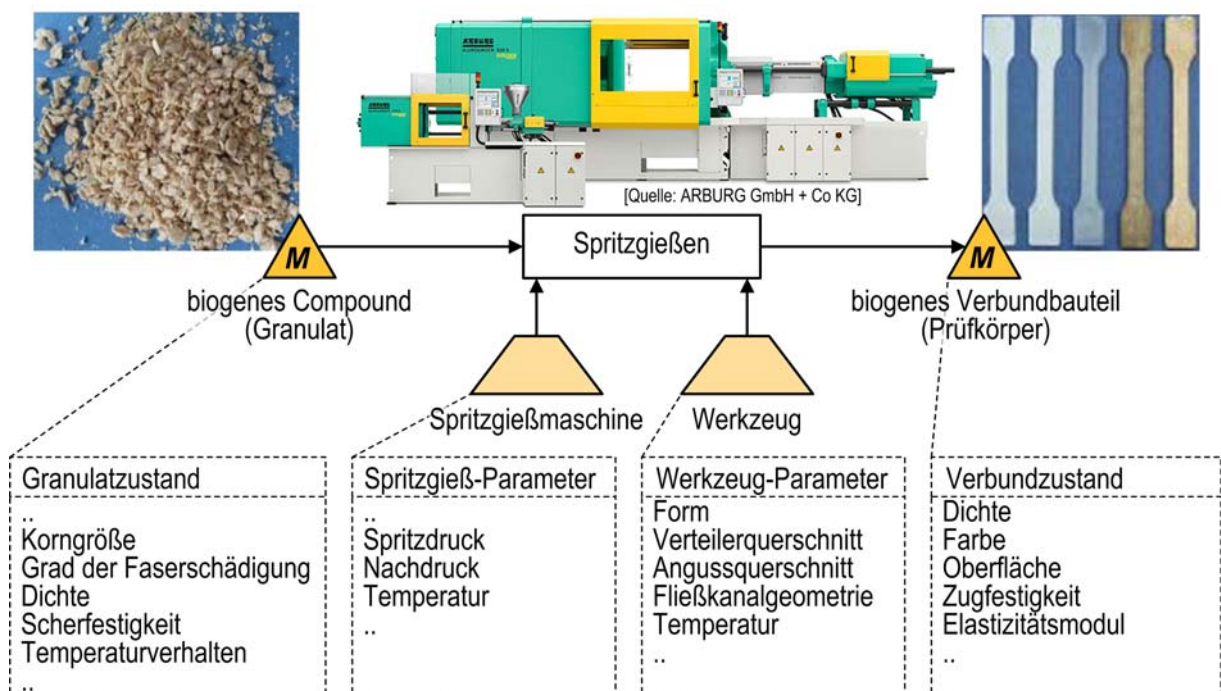 ARBURG
ARBURG
[Quelle: ARBURG GmbH + Co KG]
M
Spritzgießen
M
biogenes Compound
(Granulat)
biogenes Verbundbauteil
(Prüfkörper)
Spritzgießmaschine
Werkzeug
Granulatzustand
..
Korngröße
Grad der Faserschädigung
Dichte
Scherfestigkeit
Temperaturverhalten
..
Spritzgieß-Parameter
..
Spritzdruck
Nachdruck
Temperatur
..
Werkzeug-Parameter
Form
Verteilerquerschnitt
Angussquerschnitt
Fließkanalgeometrie
Temperatur
..
Verbundzustand
Dichte
Farbe
Oberfläche
Zugfestigkeit
Elastizitätsmodul
..